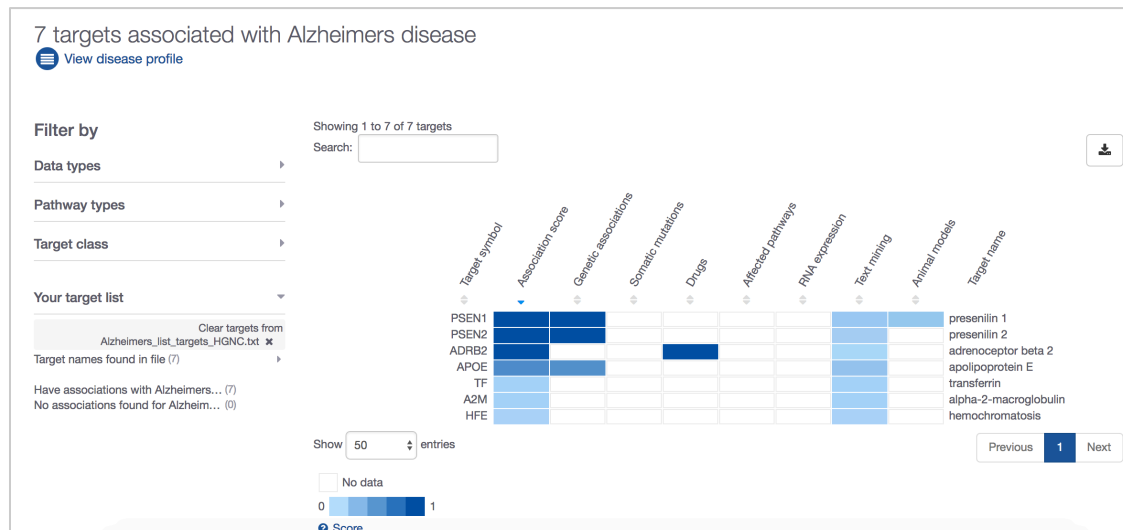 7 targets associated with Alzheimers disease
View disease profile
Filter by
Data types
Pathway types
Target class
Your target list
Clear targets from
Alzheimers_list_targets_HGNC.txt ✖
Target names found in file (7)
Have associations with Alzheimers... (7)
No associations found for Alzheim... (0)
Showing 1 to 7 of 7 targets
Search:
Target symbol
Association score
Genetic associations
Somatic mutations
Drugs
Affected pathways
RNA expression
Text mining
Animal models
Target name
PSEN1 presenilin 1
PSEN2 presenilin 2
ADRB2 adrenoceptor beta 2
APOE apolipoprotein E
TF transferrin
A2M alpha-2-macroglobulin
HFE hemochromatosis
Show 50 entries
Previous 1 Next
No data
0 1
? Score